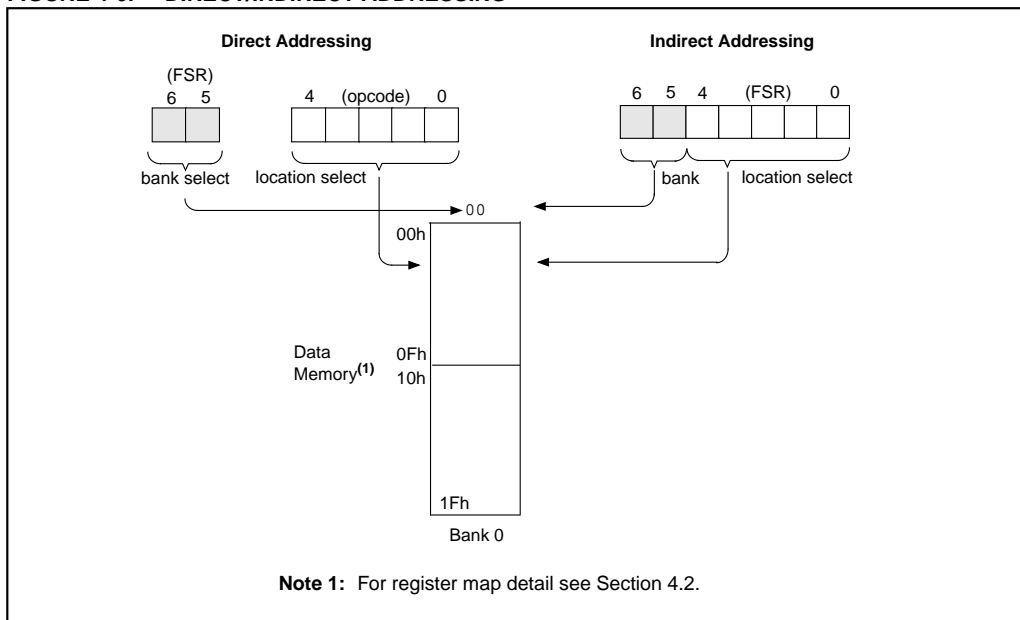 Direct Addressing
(FSR)
6 5
4 (opcode) 0
bank select
location select
Indirect Addressing
6 5 4 (FSR) 0
bank
location select
00
00h
Data
Memory(1)
0Fh
10h
1Fh
Bank 0
Note 1: For register map detail see Section 4.2.